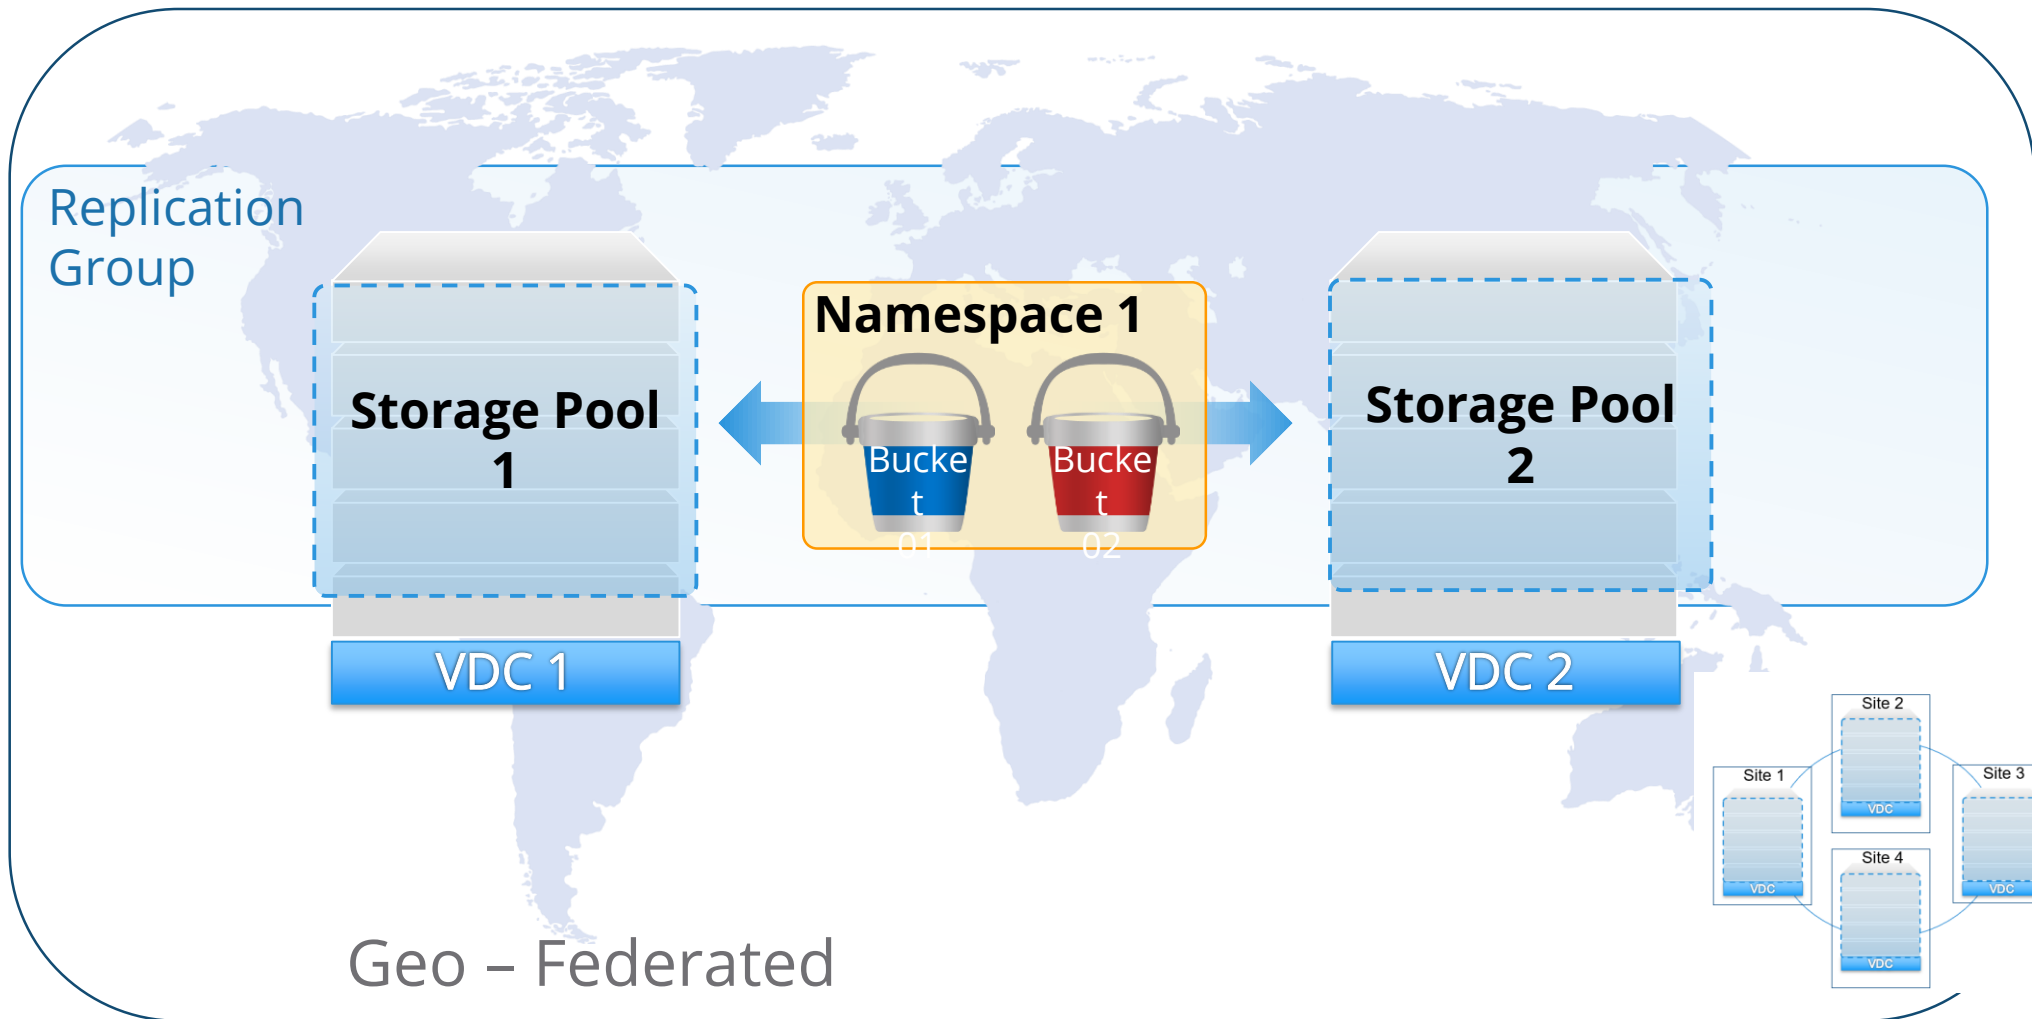 Replication
Group
Namespace 1
Storage Pool
1
Bucke
t
01
Bucke
t
02
Storage Pool
2
VDC 1
VDC 2
Site 2
VDC
Site 1
VDC
Site 3
VDC
Site 4
VDC
Geo – Federated